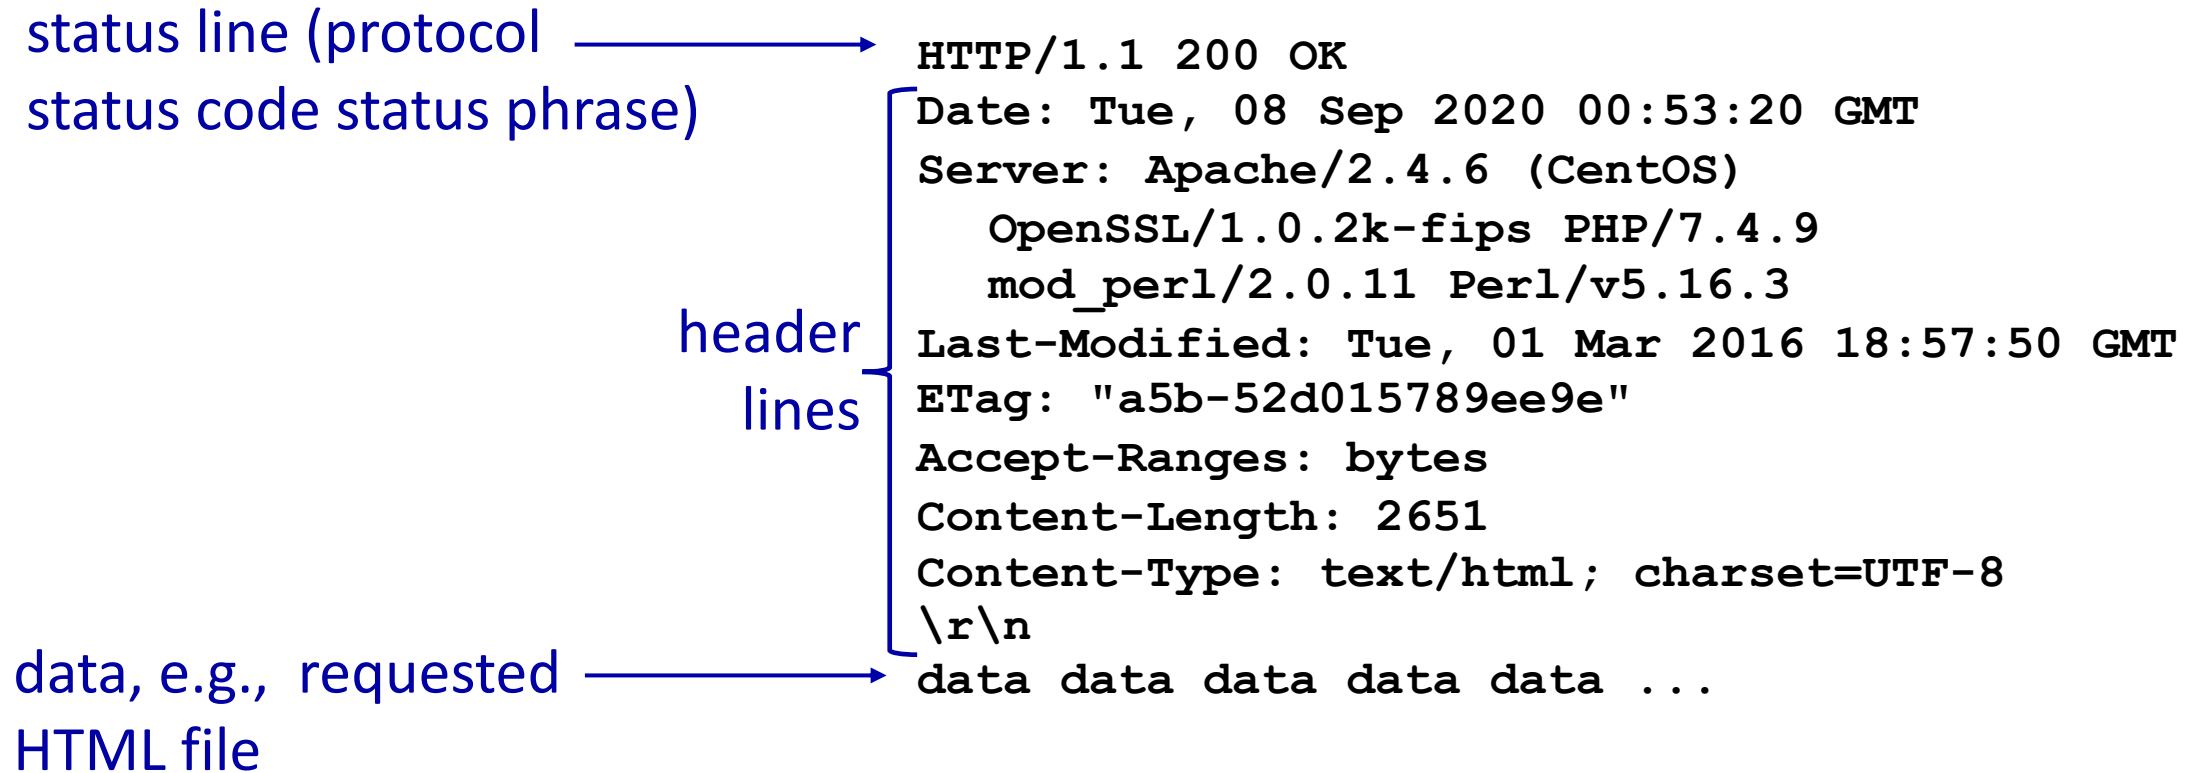 status line (protocol
status code status phrase)
HTTP/1.1 200 OK
Date: Tue, 08 Sep 2020 00:53:20 GMT
Server: Apache/2.4.6 (CentOS)
OpenSSL/1.0.2k-fips PHP/7.4.9
mod_perl/2.0.11 Perl/v5.16.3
header
lines
Last-Modified: Tue, 01 Mar 2016 18:57:50 GMT
ETag: "a5b-52d015789ee9e"
Accept-Ranges: bytes
Content-Length: 2651
Content-Type: text/html; charset=UTF-8
\r\n
data, e.g., requested
HTML file
data data data data data ...